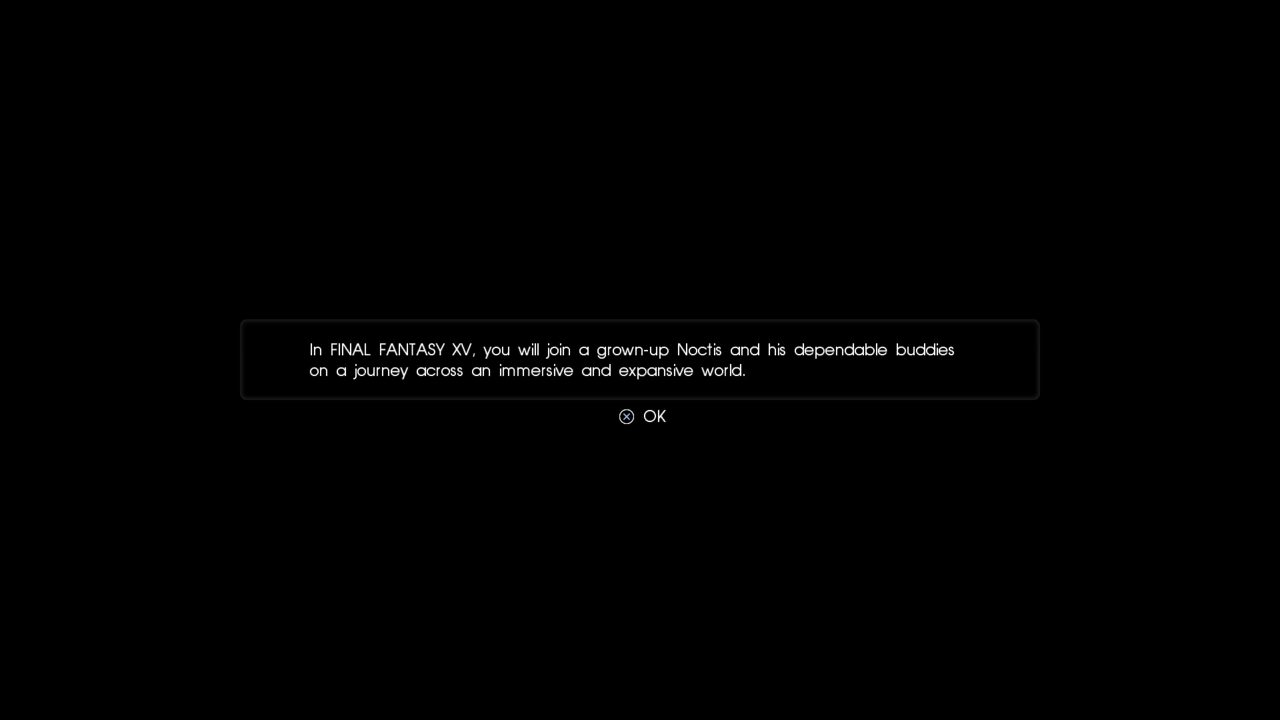 In FINAL FANTASY XV, you will join a grown-up Noctis and his dependable buddies
on a journey across an immersive and expansive world.
OK